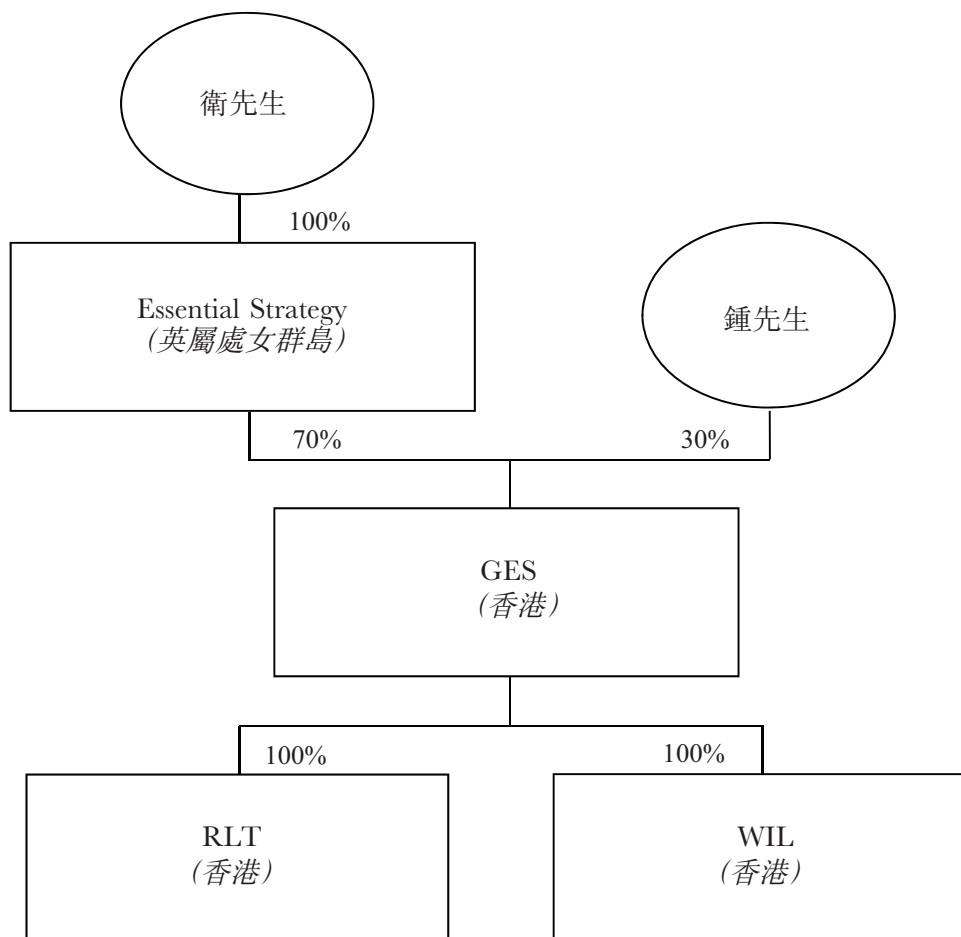 衛先生
100%
Essential Strategy
（英屬處女群島）
鍾先生
70%
30%
GES
（香港）
100%
100%
RLT
（香港）
WIL
（香港）